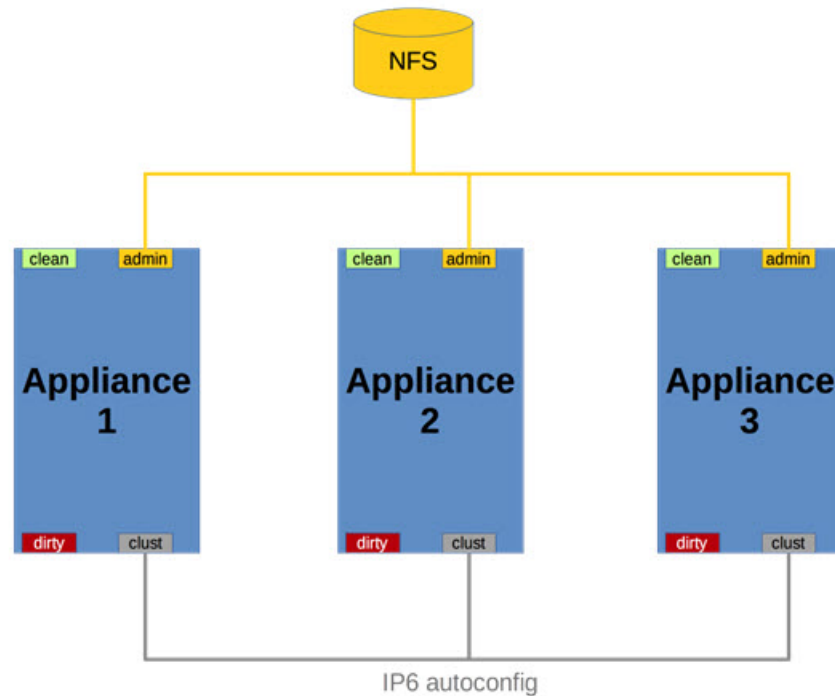 NFS
clean admin
clean admin
clean admin
Appliance
1
Appliance
2
Appliance
3
dirty clust
dirty clust
dirty clust
IP6 autoconfig